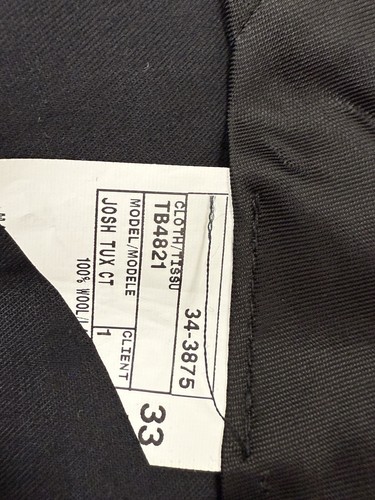 34-3875
CLOTH/TISSU
TB4821
MODEL/MODELE CLIENT
JOSH TUX CT 1
100% WOOL/
33